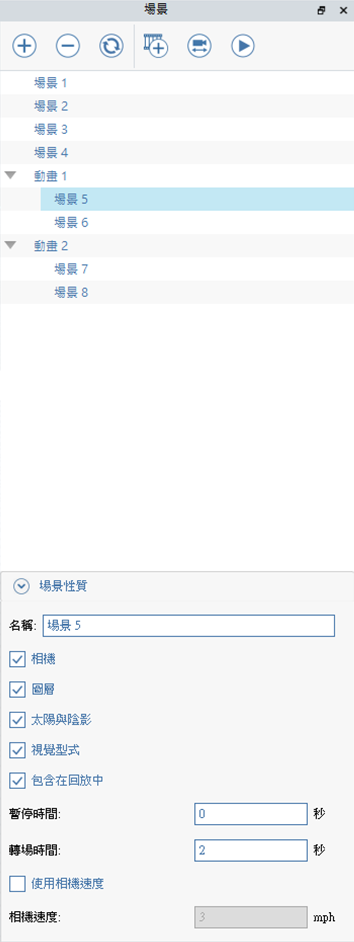 場景
場景 1
場景 2
場景 3
場景 4
動畫 1
場景 5
場景 6
動畫 2
場景 7
場景 8
場景性質
名稱: 場景 5
相機
圖層
太陽與陰影
視覺型式
包含在回放中
暫停時間: 0 秒
轉場時間: 2 秒
使用相機速度
相機速度: 3 mph